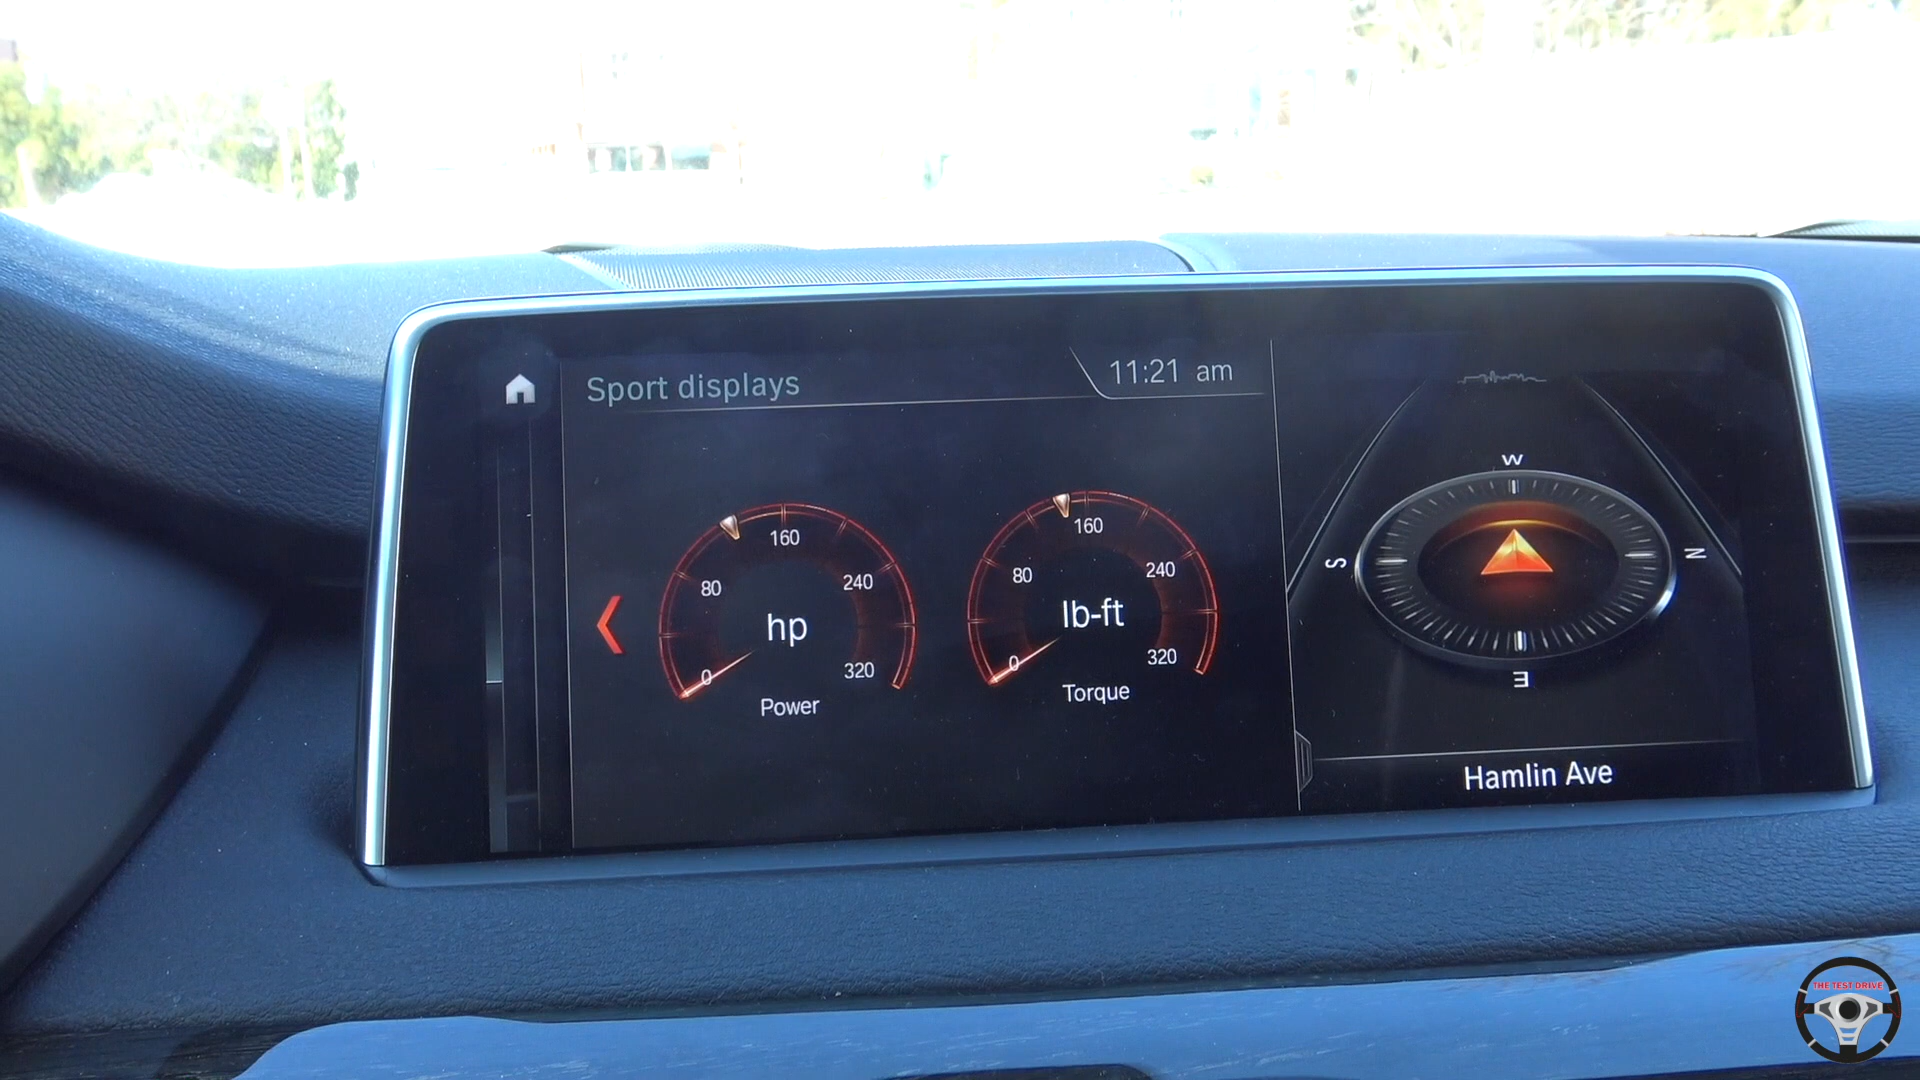 Sport displays
11:21 am
160
80
240
hp
0
320
Power
160
80
240
lb-ft
0
320
Torque
W
S
N
E
Hamlin Ave
THE TEST DRIVE